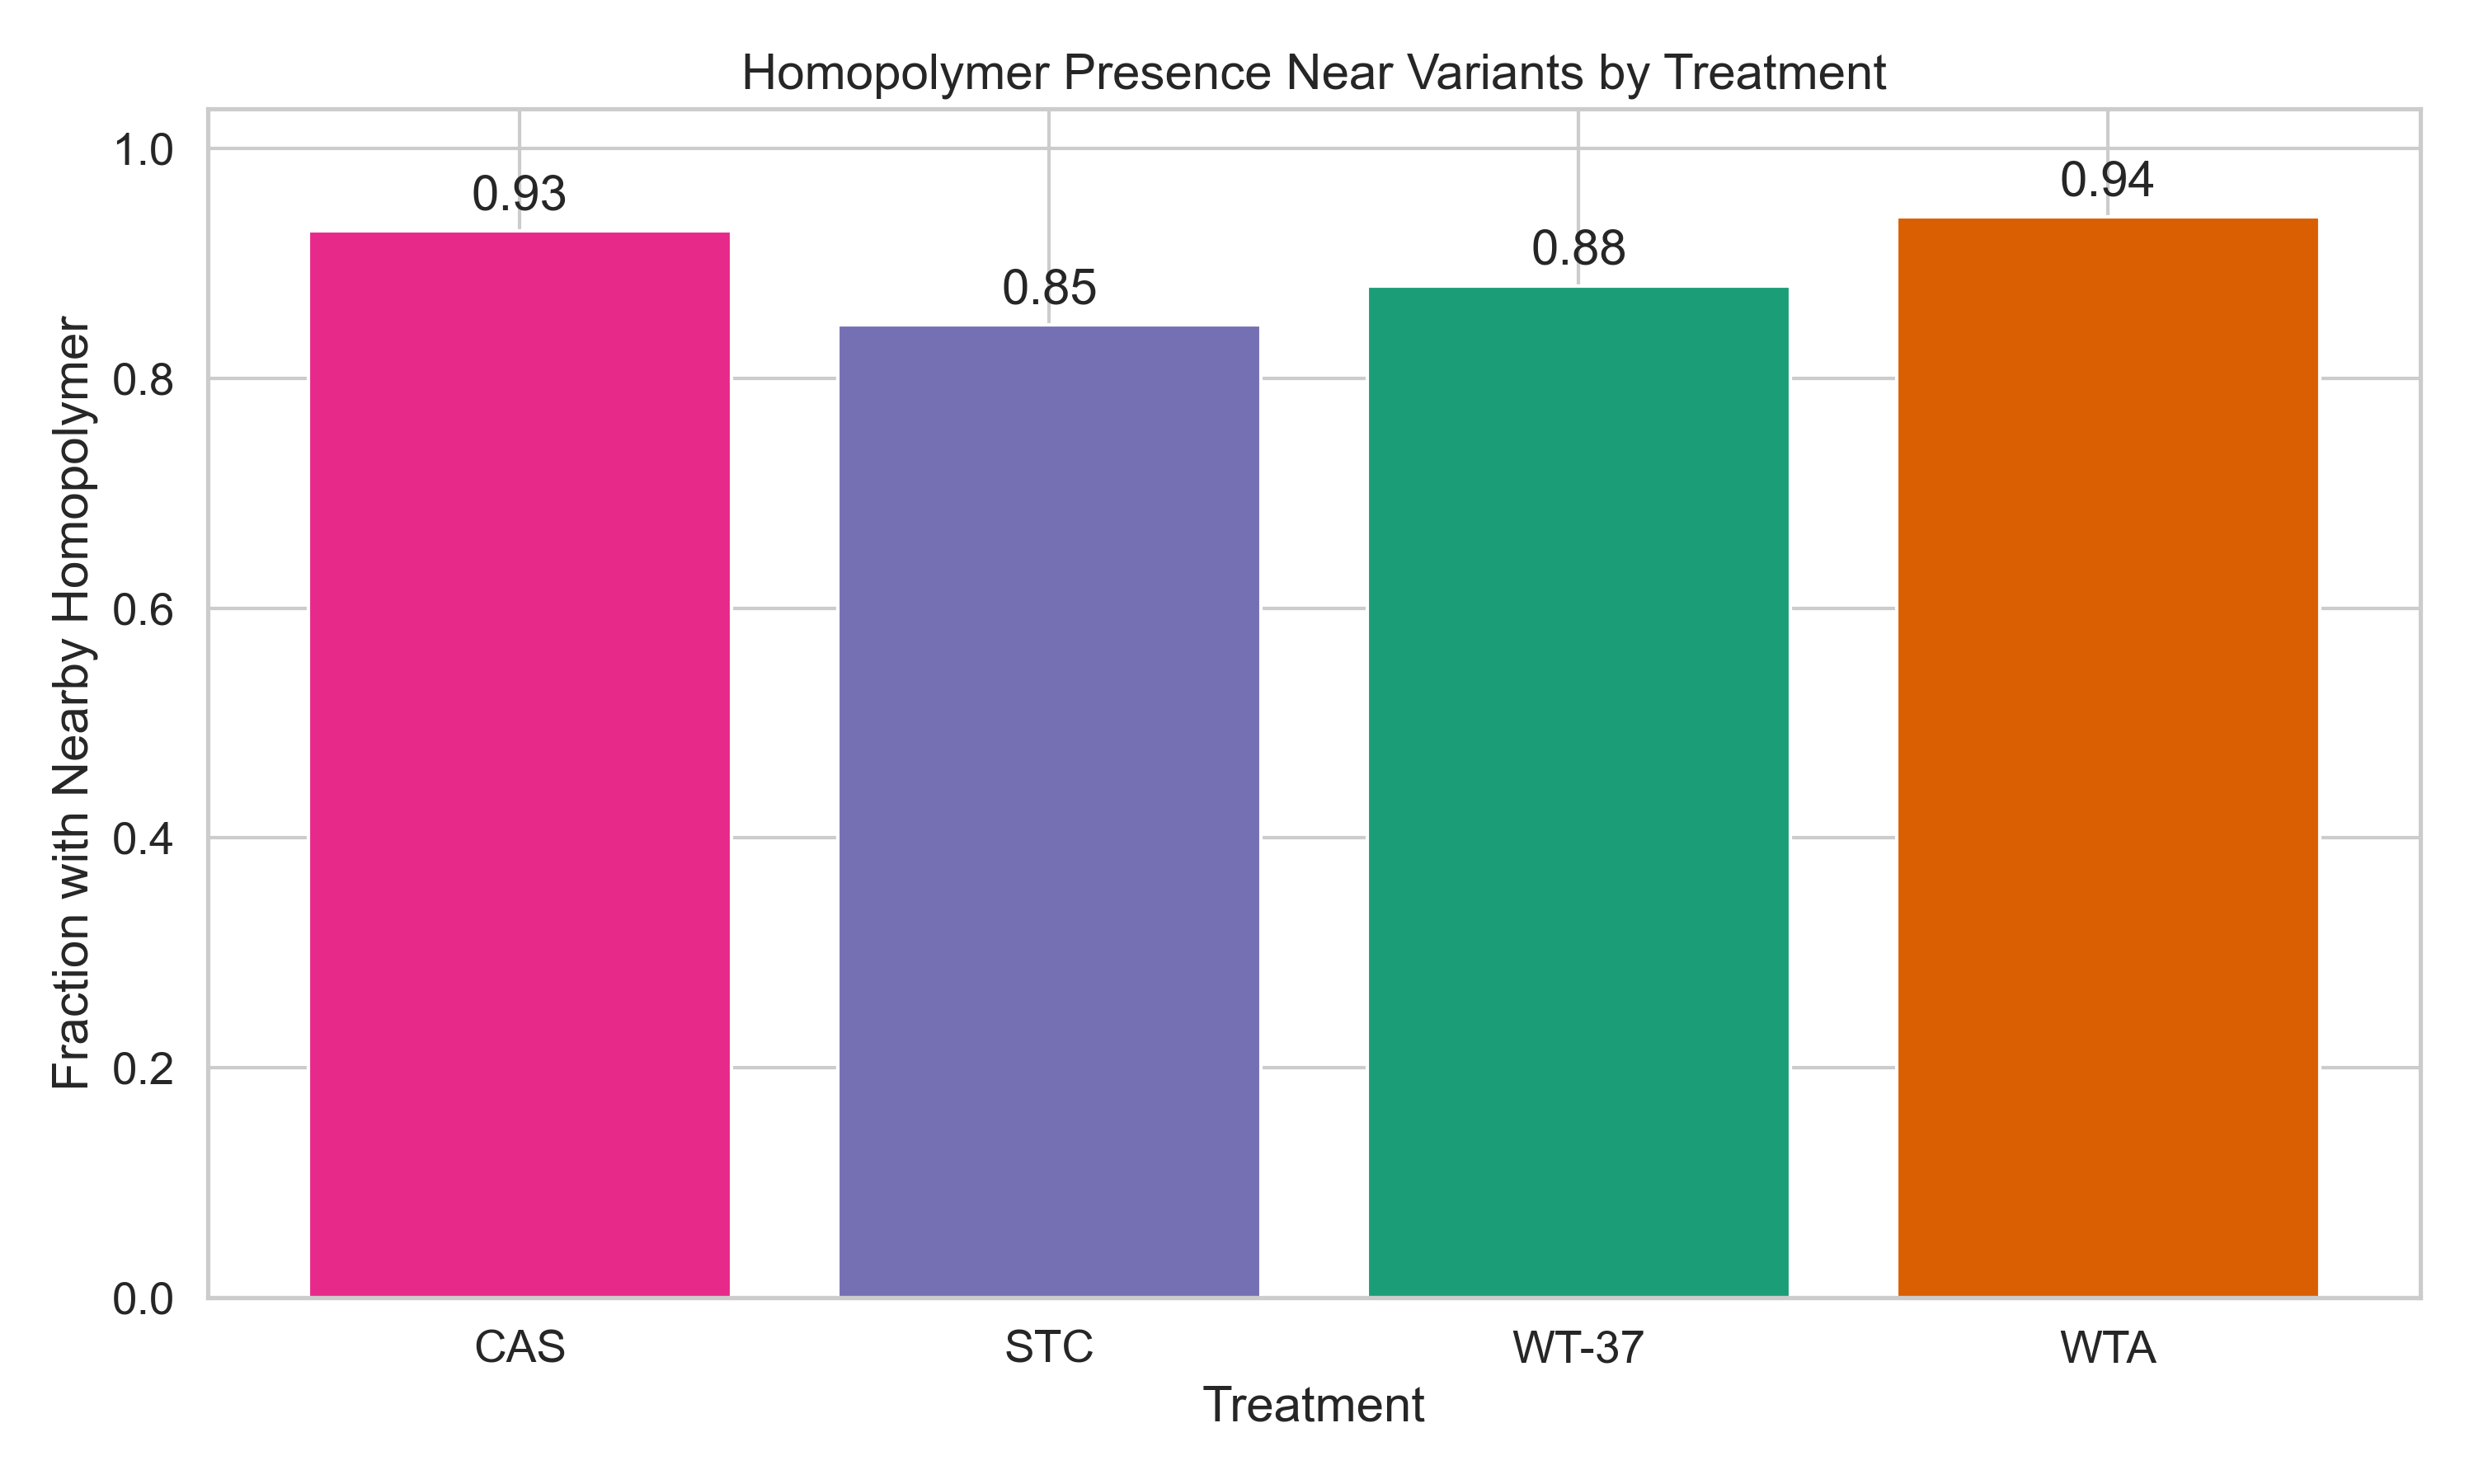 Homopolymer Presence Near Variants by Treatment
Fraction with Nearby Homopolymer
1.0
0.8
0.6
0.4
0.2
0.0
0.93
0.85
0.88
0.94
CAS
STC
WT-37
WTA
Treatment